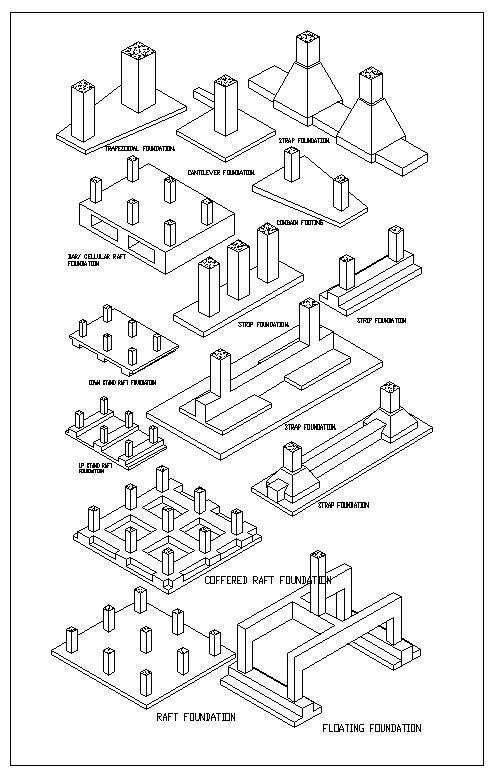 TRAPEZOIDAL FOUNDATION.
STRAP FOUNDATION.
CANTILEVER FOUNDATION.
COMBAIN FOOTING
CELLULAR RAFT
FOUNDATION
STRIP FOUNDATION.
STRIP FOUNDATION
DOWN STAND RAFT FOUNDATION
STRAP FOUNDATION.
UP STAND RAFT
FOUNDATION
STRAP FOUNDATION
COFFERED RAFT FOUNDATION
RAFT FOUNDATION
FLOATING FOUNDATION